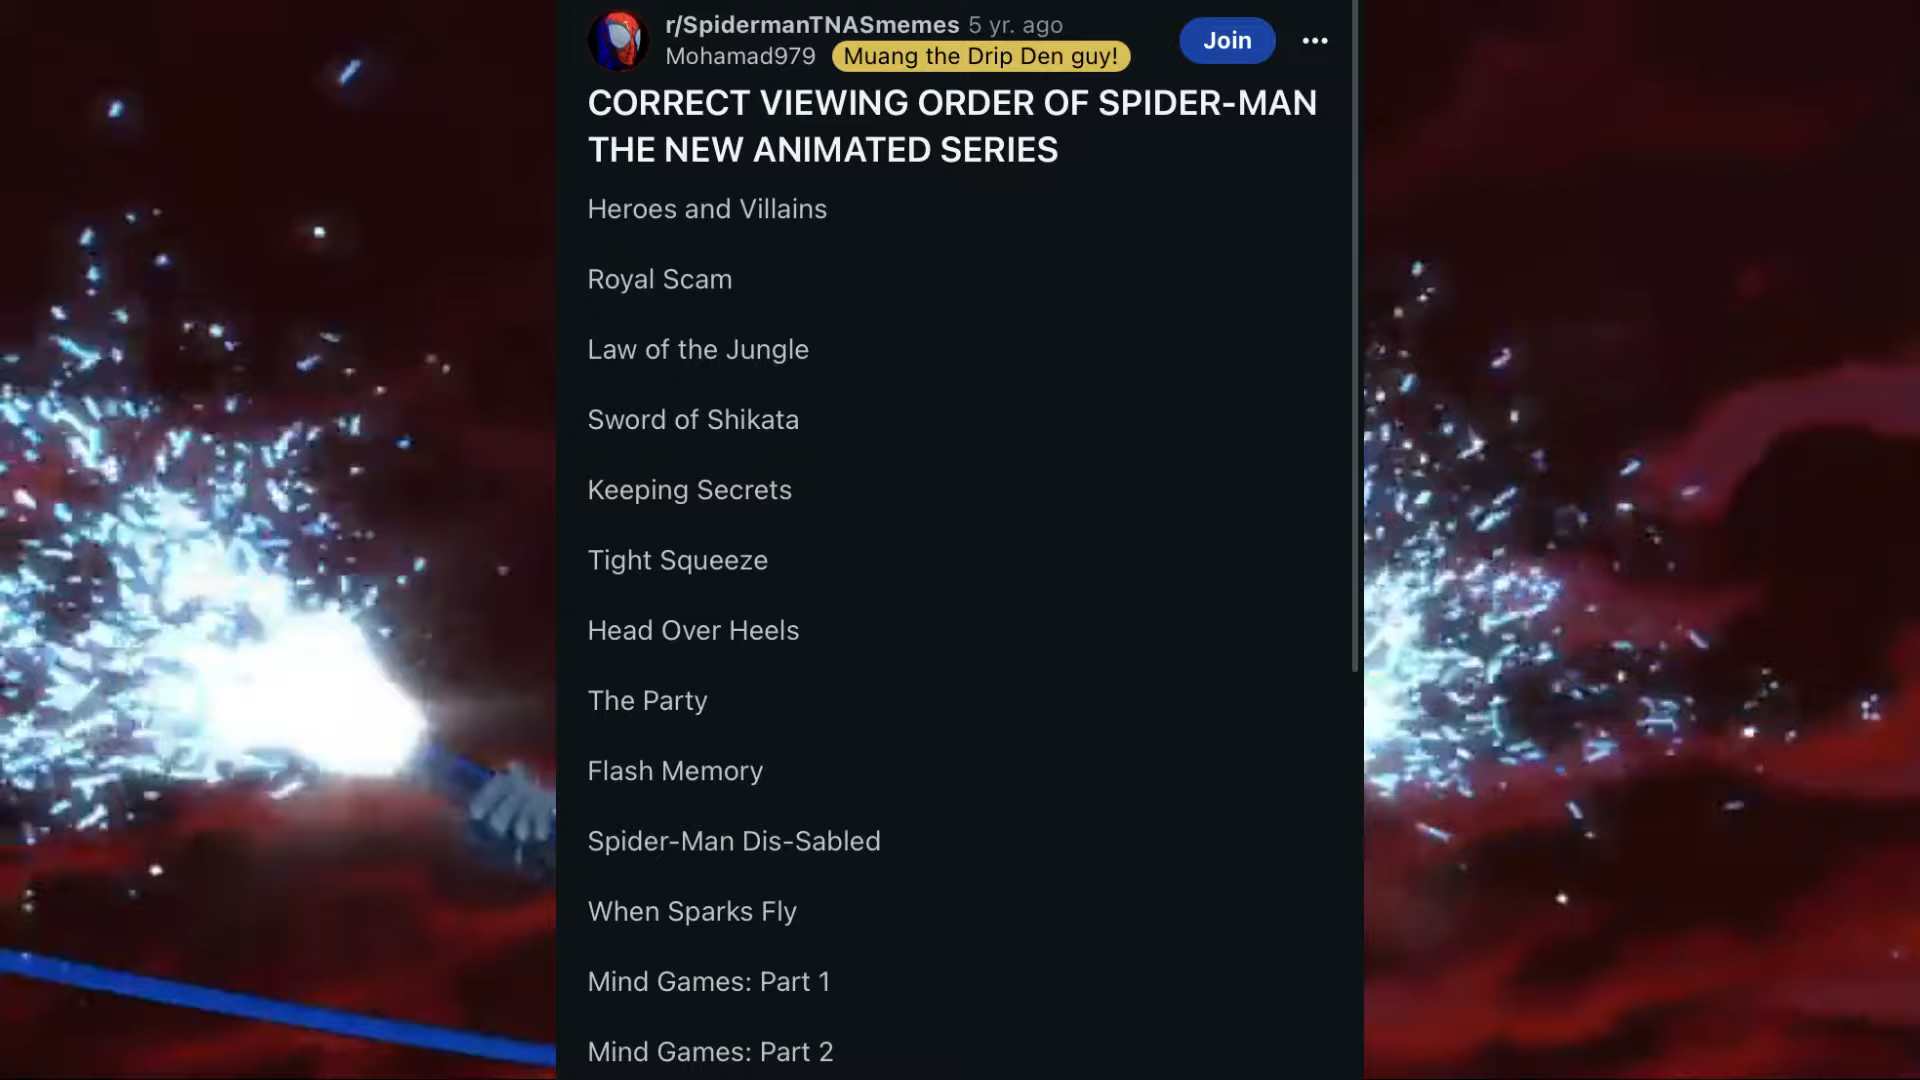 r/SpidermanTNASmemes 5 yr. ago
Mohamad979 Muang the Drip Den guy!
Join
CORRECT VIEWING ORDER OF SPIDER-MAN
THE NEW ANIMATED SERIES
Heroes and Villains
Royal Scam
Law of the Jungle
Sword of Shikata
Keeping Secrets
Tight Squeeze
Head Over Heels
The Party
Flash Memory
Spider-Man Dis-Sabled
When Sparks Fly
Mind Games: Part 1
Mind Games: Part 2